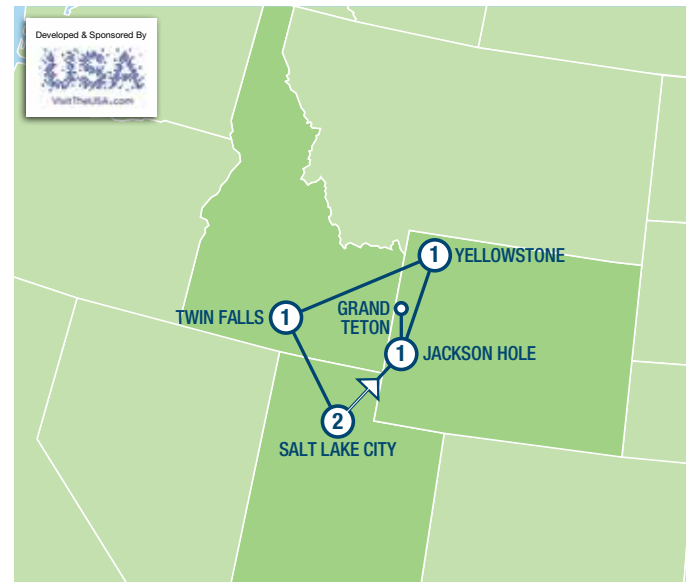 Developed & Sponsored By
USA
VisitTheUSA.com
1 YELLOWSTONE
TWIN FALLS 1
GRAND
TETON
1 JACKSON HOLE
2
SALT LAKE CITY